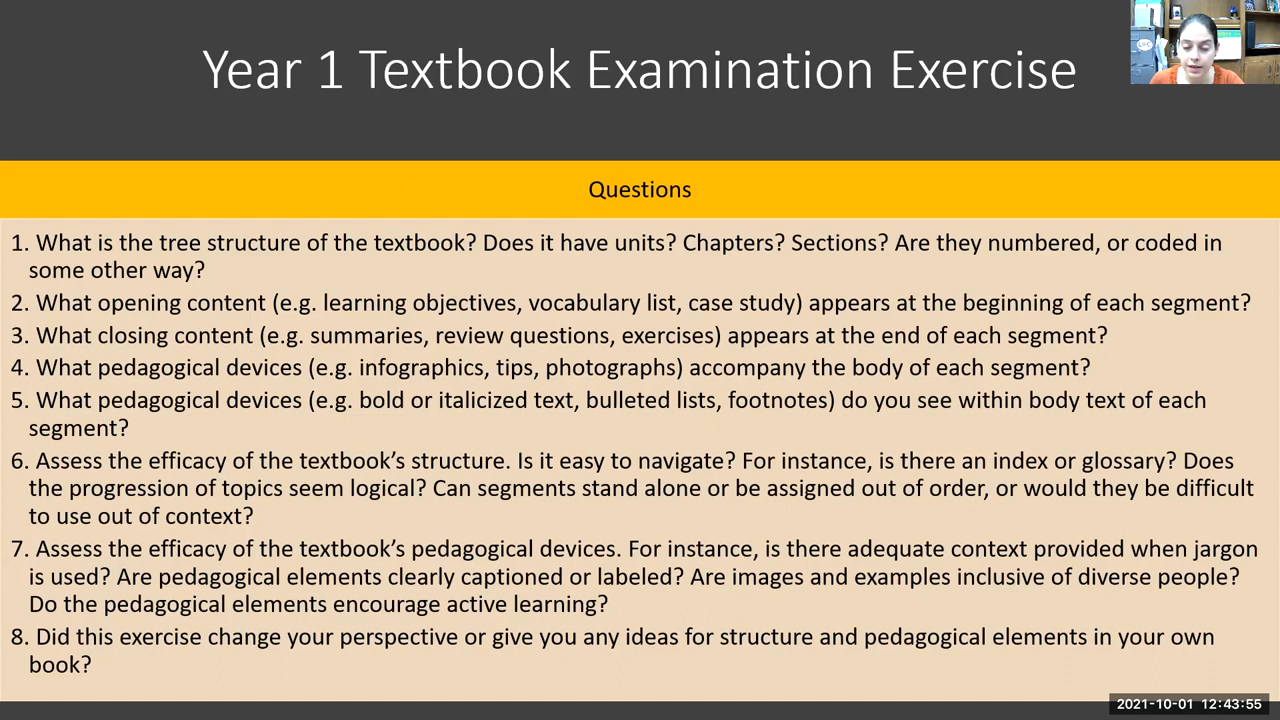 Year 1 Textbook Examination Exercise
Questions
1. What is the tree structure of the textbook? Does it have units? Chapters? Sections? Are they numbered, or coded in
some other way?
2. What opening content (e.g. learning objectives, vocabulary list, case study) appears at the beginning of each segment?
3. What closing content (e.g. summaries, review questions, exercises) appears at the end of each segment?
4. What pedagogical devices (e.g. infographics, tips, photographs) accompany the body of each segment?
5. What pedagogical devices (e.g. bold or italicized text, bulleted lists, footnotes) do you see within body text of each
segment?
6. Assess the efficacy of the textbook’s structure. Is it easy to navigate? For instance, is there an index or glossary? Does
the progression of topics seem logical? Can segments stand alone or be assigned out of order, or would they be difficult
to use out of context?
7. Assess the efficacy of the textbook’s pedagogical devices. For instance, is there adequate context provided when jargon
is used? Are pedagogical elements clearly captioned or labeled? Are images and examples inclusive of diverse people?
Do the pedagogical elements encourage active learning?
8. Did this exercise change your perspective or give you any ideas for structure and pedagogical elements in your own
book?
2021-10-01 12:43:55